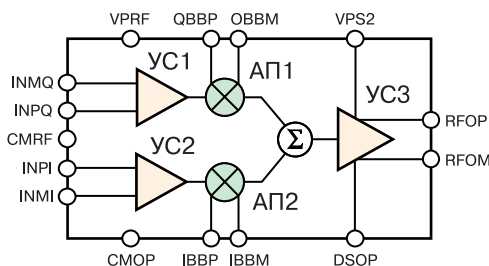 VPRF QBBP OBBM VPS2
УС1 АП1
INMQ
INPQ
УС3
RFOP
CMRF
Σ
УС2
INPI
RFOM
INMI
АП2
CMOP IBBP IBBM DSOP